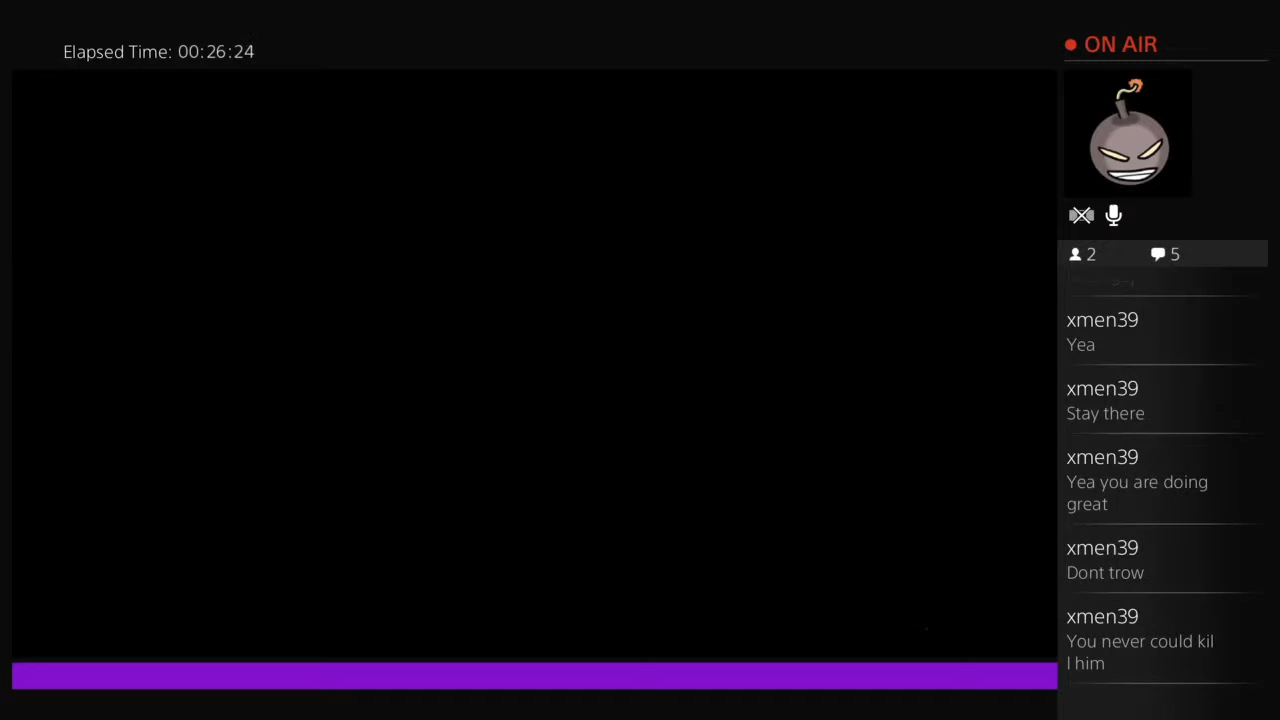 Elapsed Time: 00:26:24
ON AIR
2
5
xmen39
Yea
xmen39
Stay there
xmen39
Yea you are doing
great
xmen39
Dont trow
xmen39
You never could kil
l him